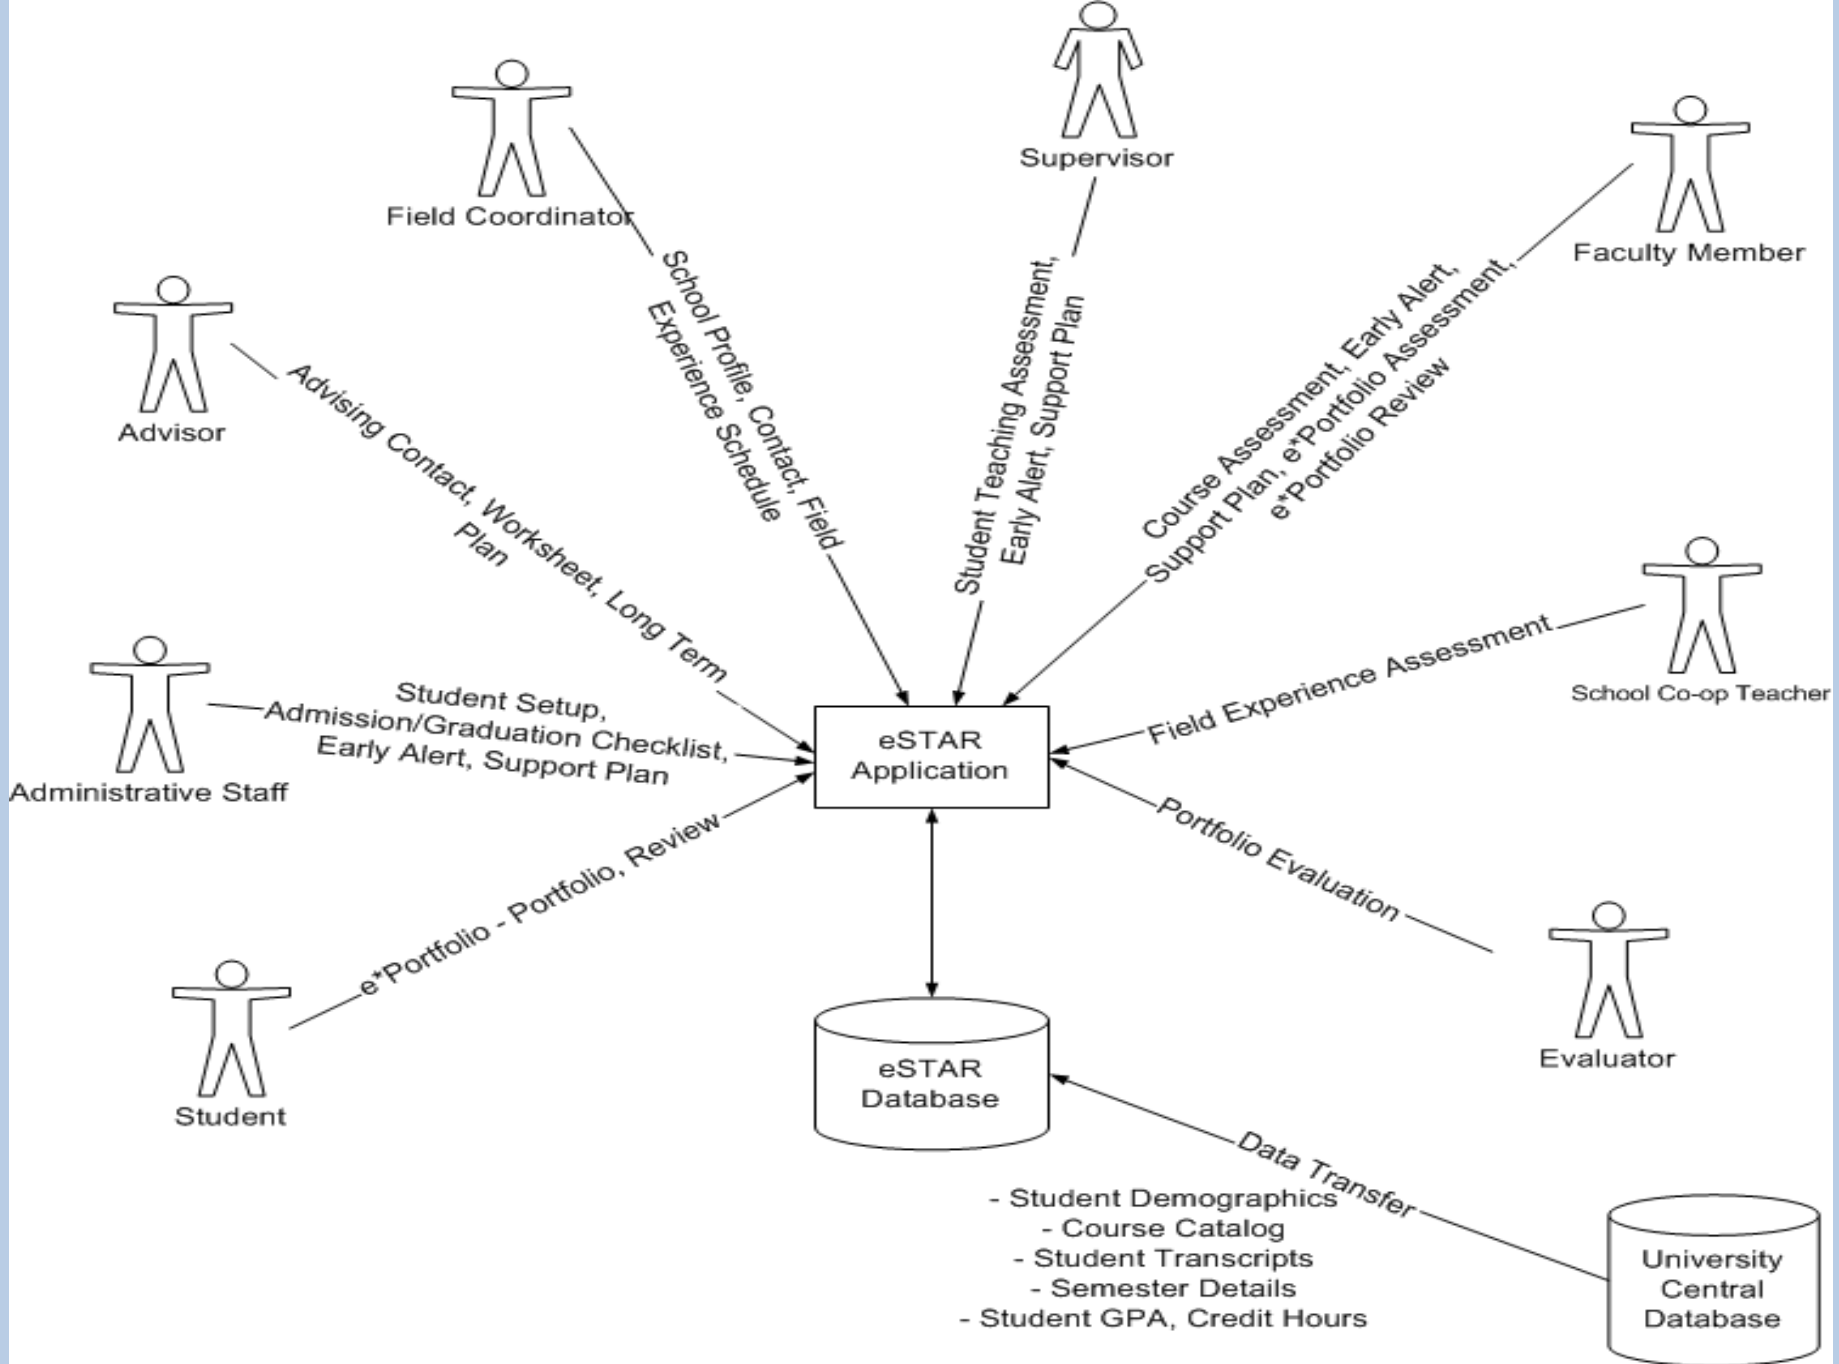 Supervisor
Field Coordinator
Faculty Member
School Profile, Contact, Field
Experience Schedule
Student Teaching Assessment,
Early Alert, Support Plan
Course Assessment, Early Alert,
Support Plan, e*Portfolio Assessment,
e*Portfolio Review
Advisor
Advising Contact, Worksheet, Long Term
Plan
School Co-op Teacher
Field Experience Assessment
Student Setup,
Admission/Graduation Checklist,
Early Alert, Support Plan
Administrative Staff
eSTAR
Application
e*Portfolio - Portfolio, Review
Portfolio Evaluation
Student
Evaluator
eSTAR
Database
Data Transfer
- Student Demographics
- Course Catalog
- Student Transcripts
- Semester Details
- Student GPA, Credit Hours
University
Central
Database